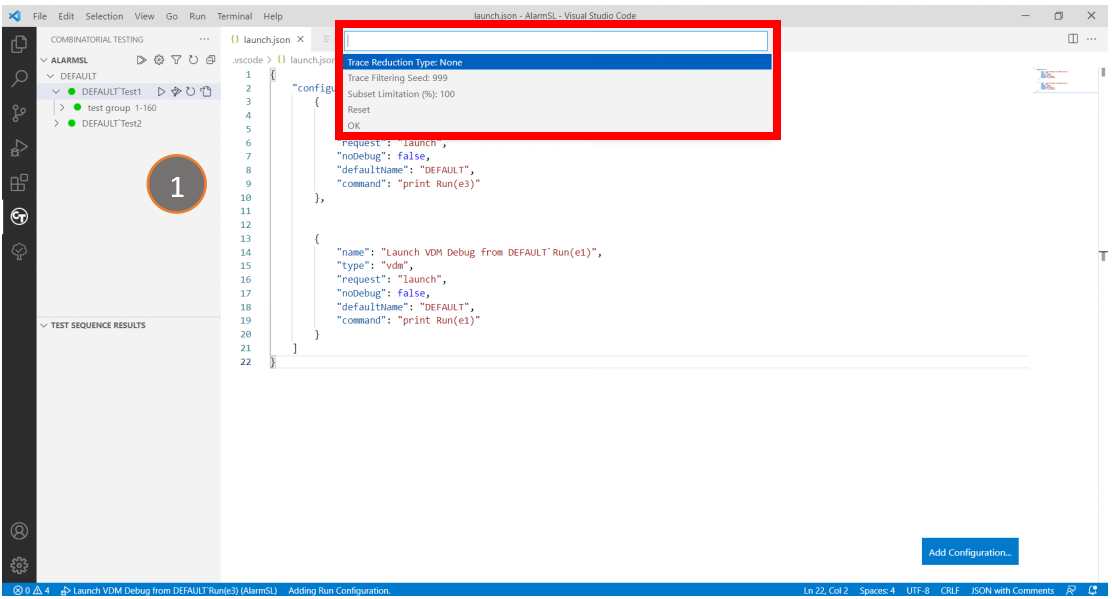 File Edit Selection View Go Run Terminal Help
launch.json - AlarmSL - Visual Studio Code
COMBINATORIAL TESTING ···
ALARMSL
DEFAULT
DEFAULT`Test1
test group 1-160
DEFAULT`Test2
1
TEST SEQUENCE RESULTS
{} launch.json ×
.vscode > {} launch.json
Trace Reduction Type: None
Trace Filtering Seed: 999
Subset Limitation (%): 100
Reset
OK
1 {
2 "configu
3 {
4
5
6 "request": "launch",
7 "noDebug": false,
8 "defaultName": "DEFAULT",
9 "command": "print Run(e3)"
10 },
11
12
13 {
14 "name": "Launch VDM Debug from DEFAULT`Run(e1)",
15 "type": "vdm",
16 "request": "launch",
17 "noDebug": false,
18 "defaultName": "DEFAULT",
19 "command": "print Run(e1)"
20 }
21 ]
22 }
Add Configuration...
0 4 Launch VDM Debug from DEFAULT`Run(e3) (AlarmSL) Adding Run Configuration.
Ln 22, Col 2 Spaces: 4 UTF-8 CRLF JSON with Comments